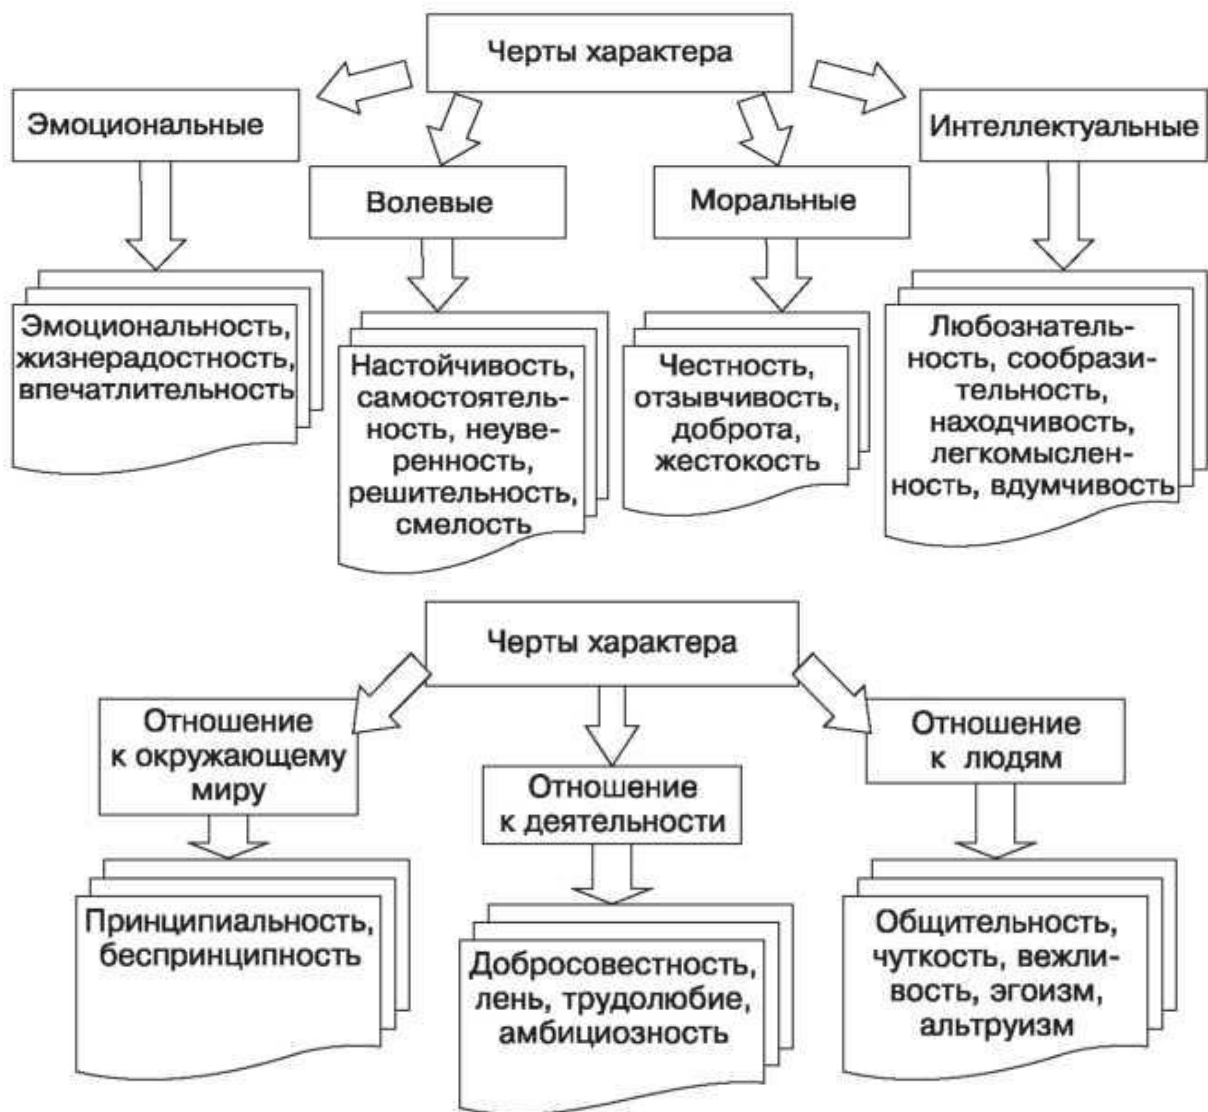 Черты характера
Эмоциональные
Волевые
Моральные
Интеллектуальные
Эмоциональность,
жизнерадостность,
впечатлительность
Настойчивость,
самостоятель-
ность, неуве-
ренность,
решительность,
смелость
Честность,
отзывчивость,
доброта,
жестокость
Любознатель-
ность, сообрази-
тельность,
находчивость,
легкомыслен-
ность, вдумчивость
Черты характера
Отношение
к окружающему
миру
Отношение
к деятельности
Отношение
к людям
Принципиальность,
беспринципность
Добросовестность,
лень, трудолюбие,
амбициозность
Общительность,
чуткость, вежли-
вость, эгоизм,
альтруизм